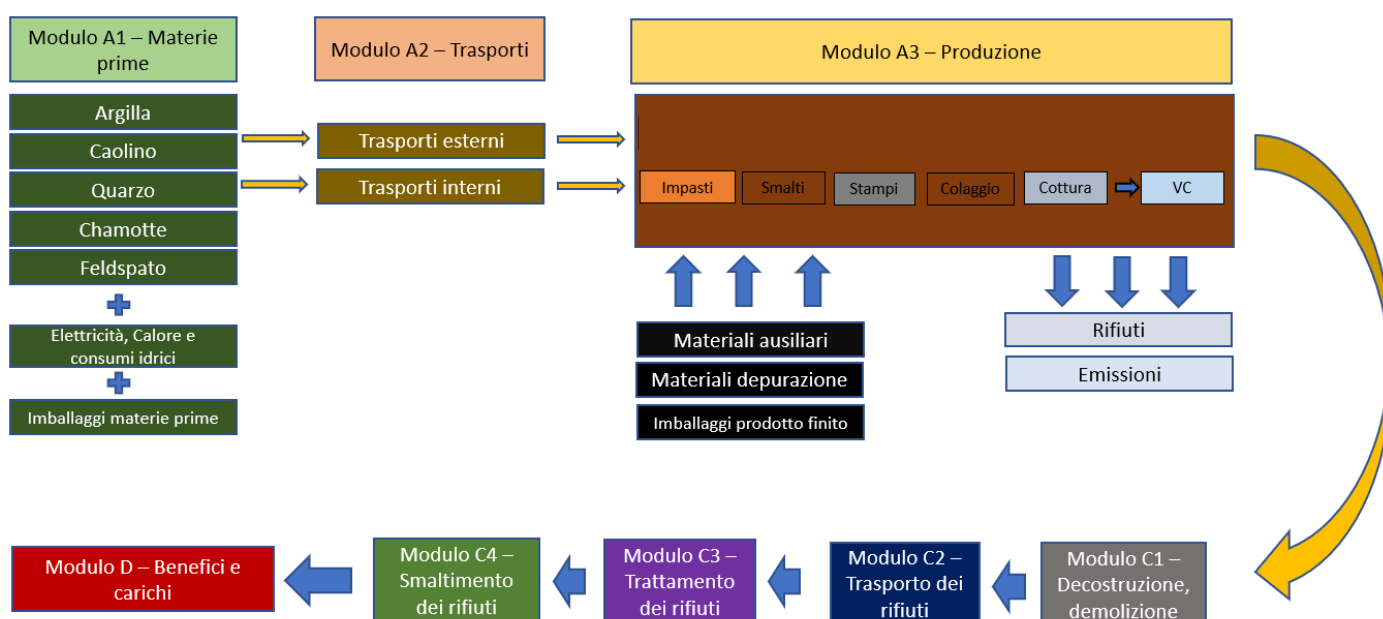 Modulo A1 – Materie
prime
Modulo A2 – Trasporti
Modulo A3 – Produzione
Argilla
Caolino
Quarzo
Chamotte
Feldspato
Elettricità, Calore e
consumi idrici
Imballaggi materie prime
Trasporti esterni
Trasporti interni
Impasti
Smalti
Stampi
Colaggio
Cottura
VC
Materiali ausiliari
Materiali depurazione
Imballaggi prodotto finito
Rifiuti
Emissioni
Modulo D – Benefici e
carichi
Modulo C4 –
Smaltimento
dei rifiuti
Modulo C3 –
Trattamento
dei rifiuti
Modulo C2 –
Trasporto dei
rifiuti
Modulo C1 –
Decostruzione,
demolizione